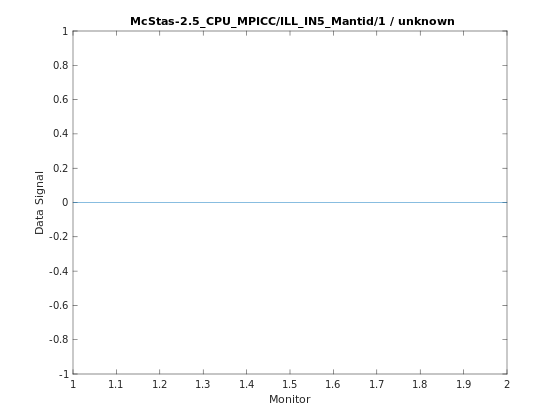 McStas-2.5_CPU_MPICC/ILL_IN5_Mantid/1 / unknown
1
0.8
0.6
0.4
0.2
0
-0.2
-0.4
-0.6
-0.8
-1
Data Signal
1 1.1 1.2 1.3 1.4 1.5 1.6 1.7 1.8 1.9 2
Monitor